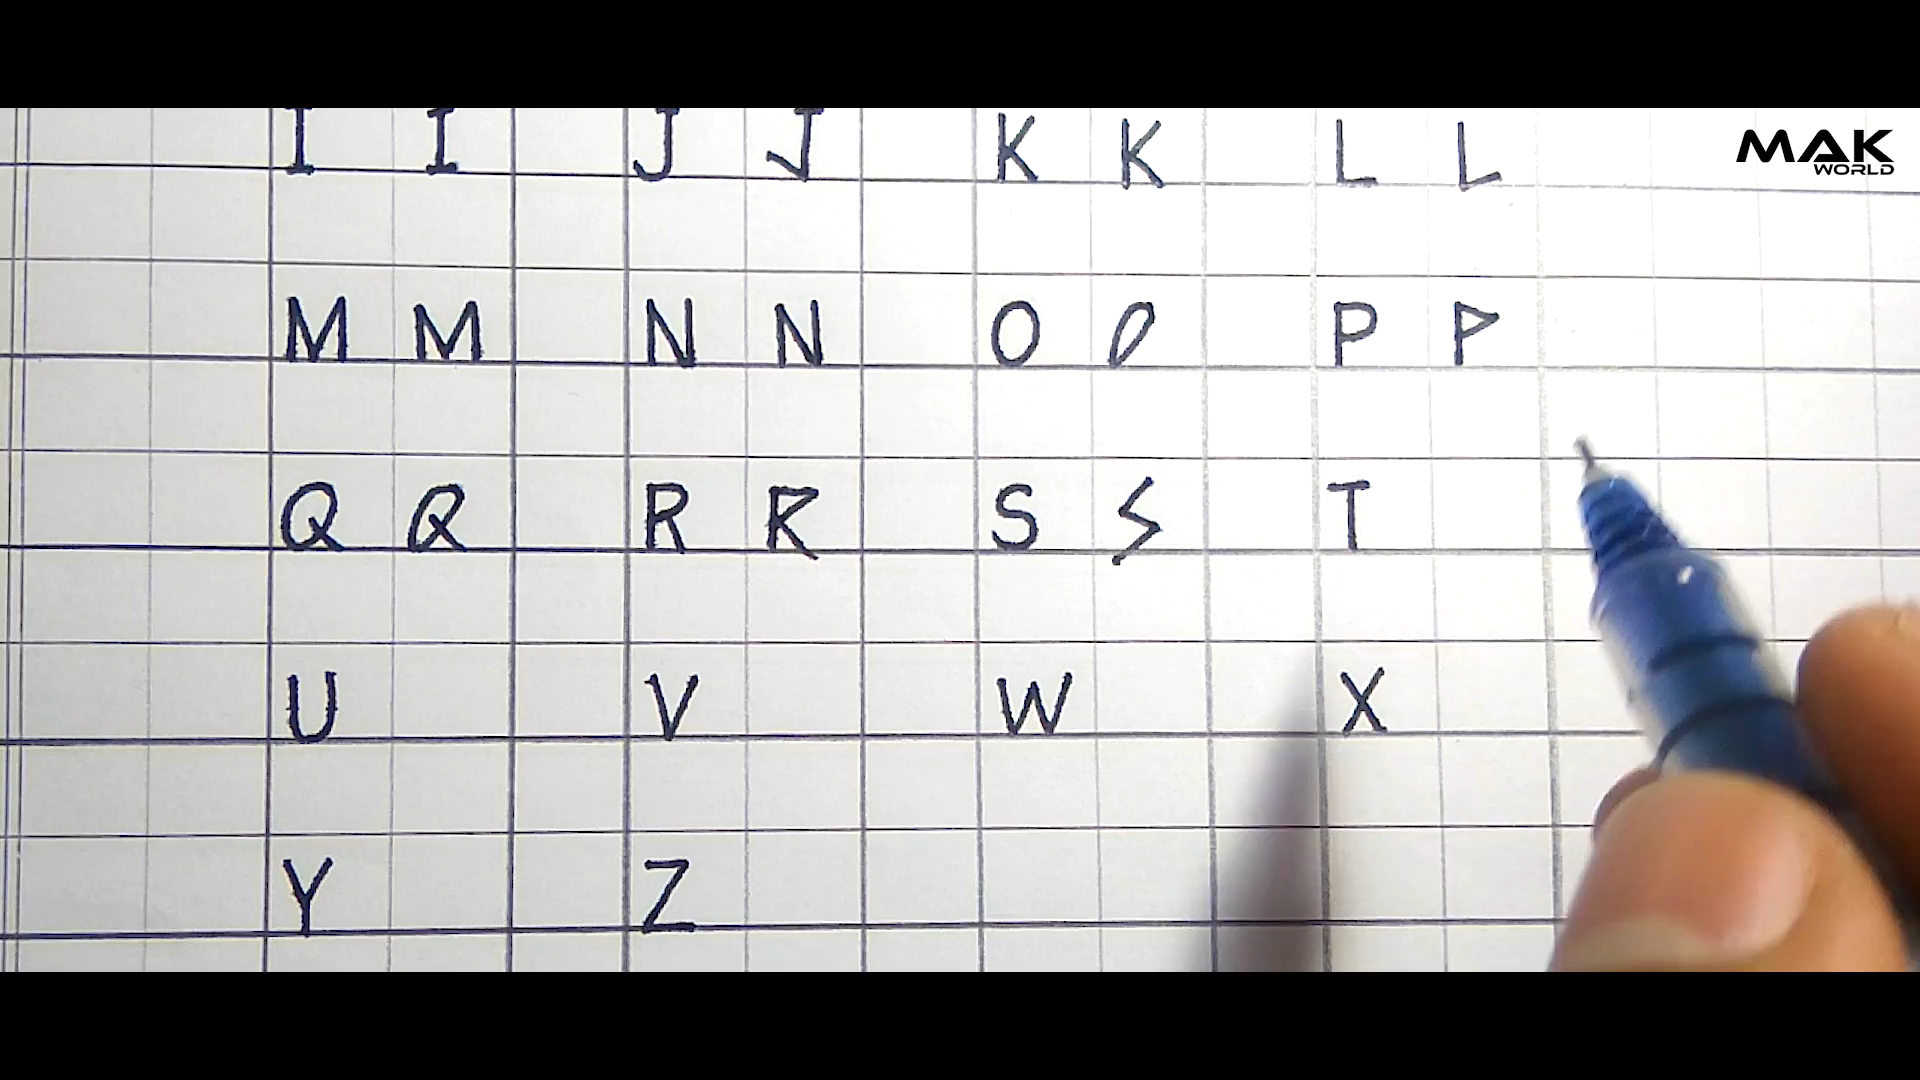 I I J J K K L L
MAK
WORLD
M M N N O O P P
Q Q R R S S T
U V W X
Y Z